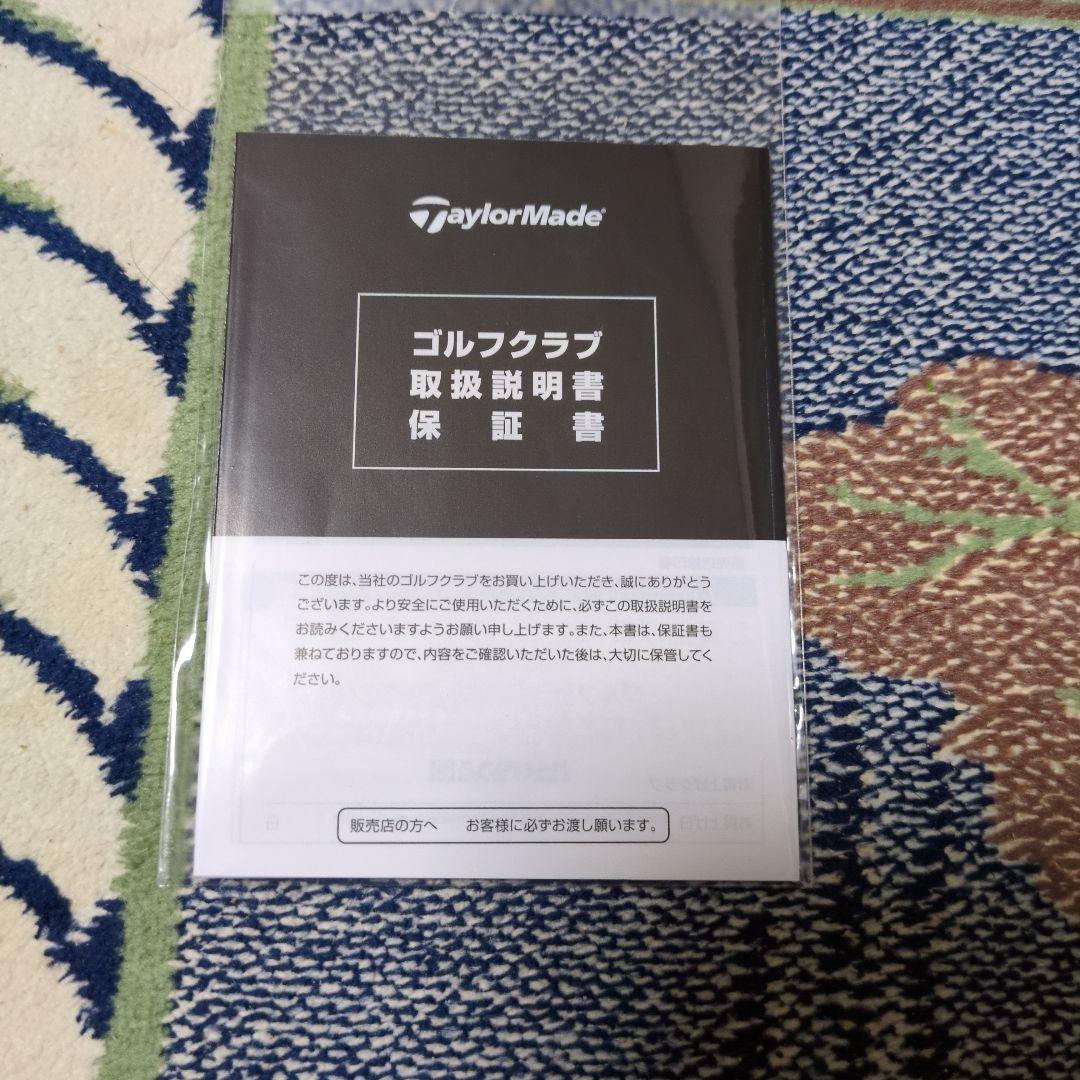 TaylorMade
ゴルフクラブ
取扱説明書
保証書
この度は、当社のゴルフクラブをお買い上げいただき、誠にありがとう
ございます。より安全にご使用いただくために、必ずこの取扱説明書を
お読みくださいますようお願い申し上げます。また、本書は、保証書も
兼ねておりますので、内容をご確認いただいた後は、大切に保管してく
ださい。
販売店の方へ お客様に必ずお渡し願います。